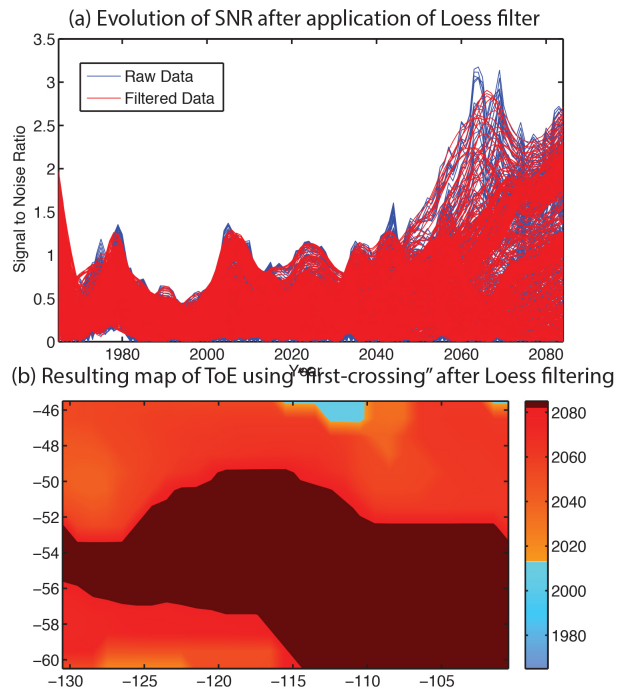 (a) Evolution of SNR after application of Loess filter
3.5
3
2.5
2
1.5
1
0.5
0
Signal to Noise Ratio
Raw Data
Filtered Data
1980 2000 2020 2040 2060 2080
Year
(b) Resulting map of ToE using "first-crossing" after Loess filtering
−46
−48
−50
−52
−54
−56
−58
−60
−130 −125 −120 −115 −110 −105
2080
2060
2040
2020
2000
1980